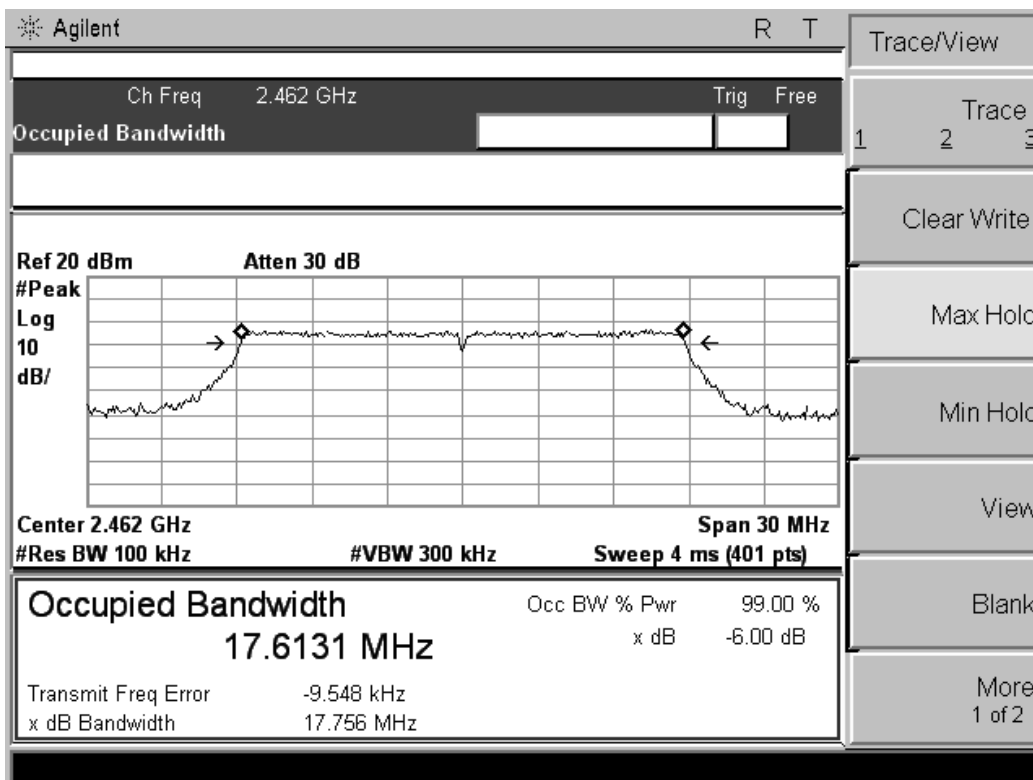 Agilent R T
Ch Freq 2.462 GHz Trig Free
Occupied Bandwidth
Ref 20 dBm Atten 30 dB
#Peak
Log
10
dB/
Center 2.462 GHz Span 30 MHz
#Res BW 100 kHz #VBW 300 kHz Sweep 4 ms (401 pts)
Occupied Bandwidth
17.6131 MHz
Occ BW % Pwr 99.00 %
x dB -6.00 dB
Transmit Freq Error -9.548 kHz
x dB Bandwidth 17.756 MHz
Trace/View
Trace
1 2 3
Clear Write
Max Hold
Min Hold
View
Blank
More
1 of 2